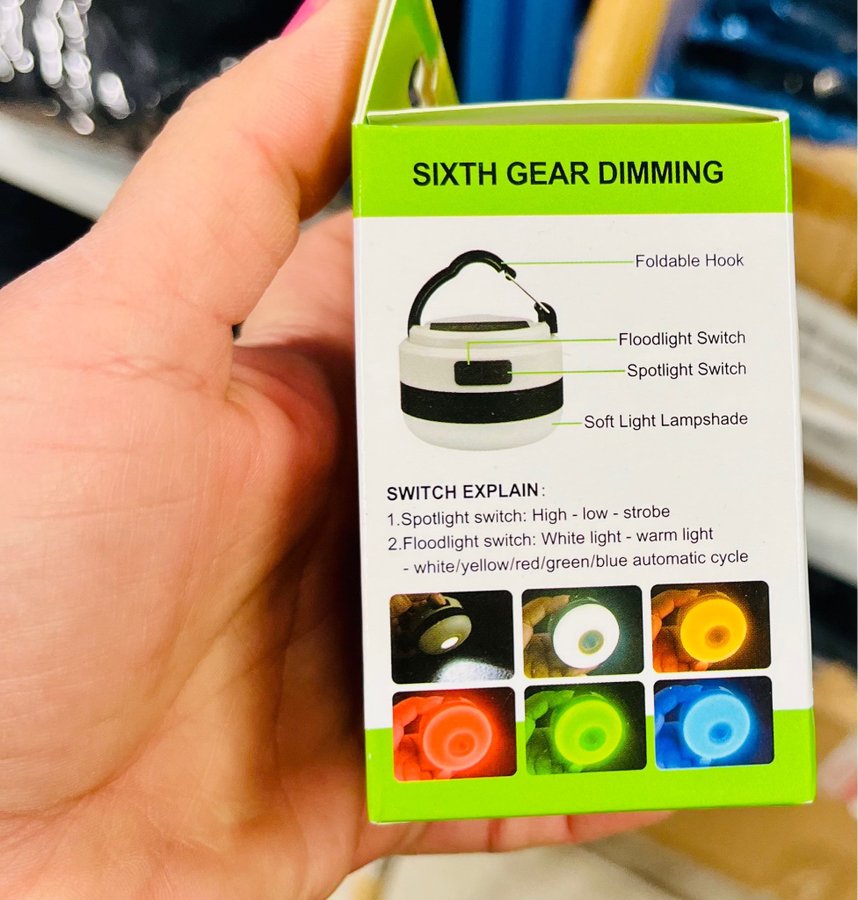 SIXTH GEAR DIMMING
Foldable Hook
Floodlight Switch
Spotlight Switch
Soft Light Lampshade
SWITCH EXPLAIN:
1.Spotlight switch: High - low - strobe
2.Floodlight switch: White light - warm light
- white/yellow/red/green/blue automatic cycle